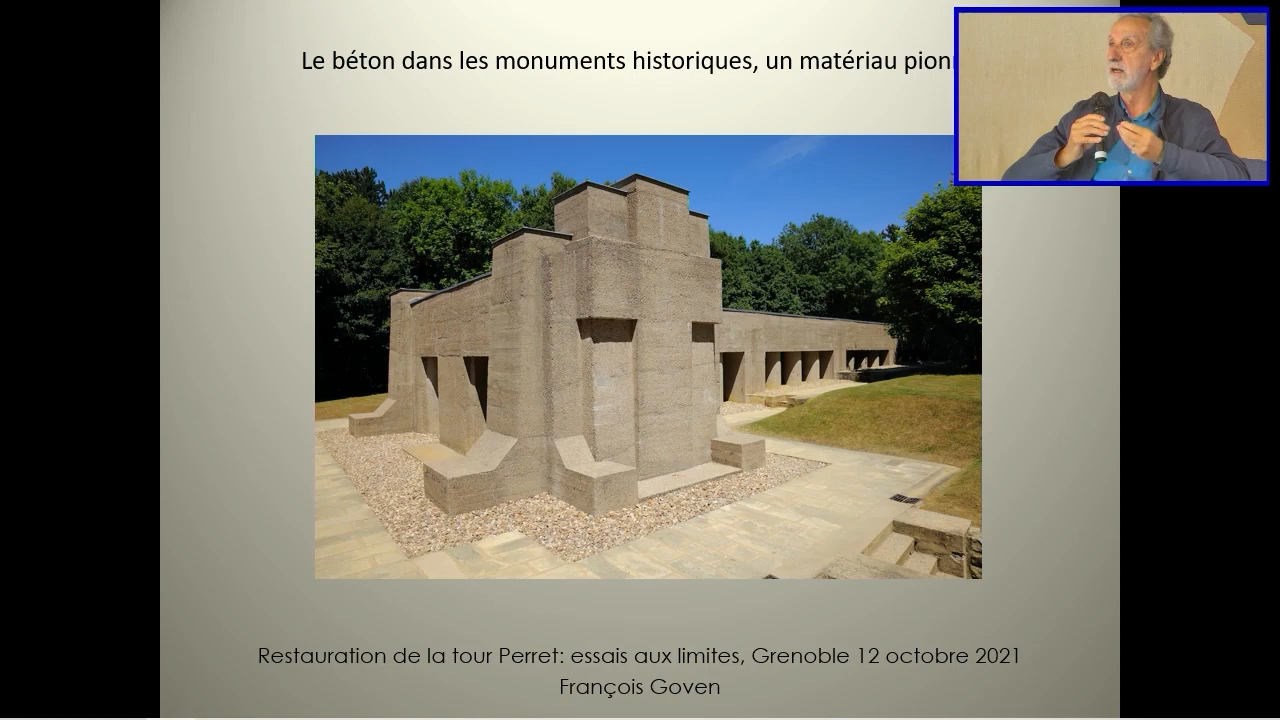 Le béton dans les monuments historiques, un matériau
Restauration de la tour Perret: essais aux limites, Grenoble 12 octobre 2021
François Goven